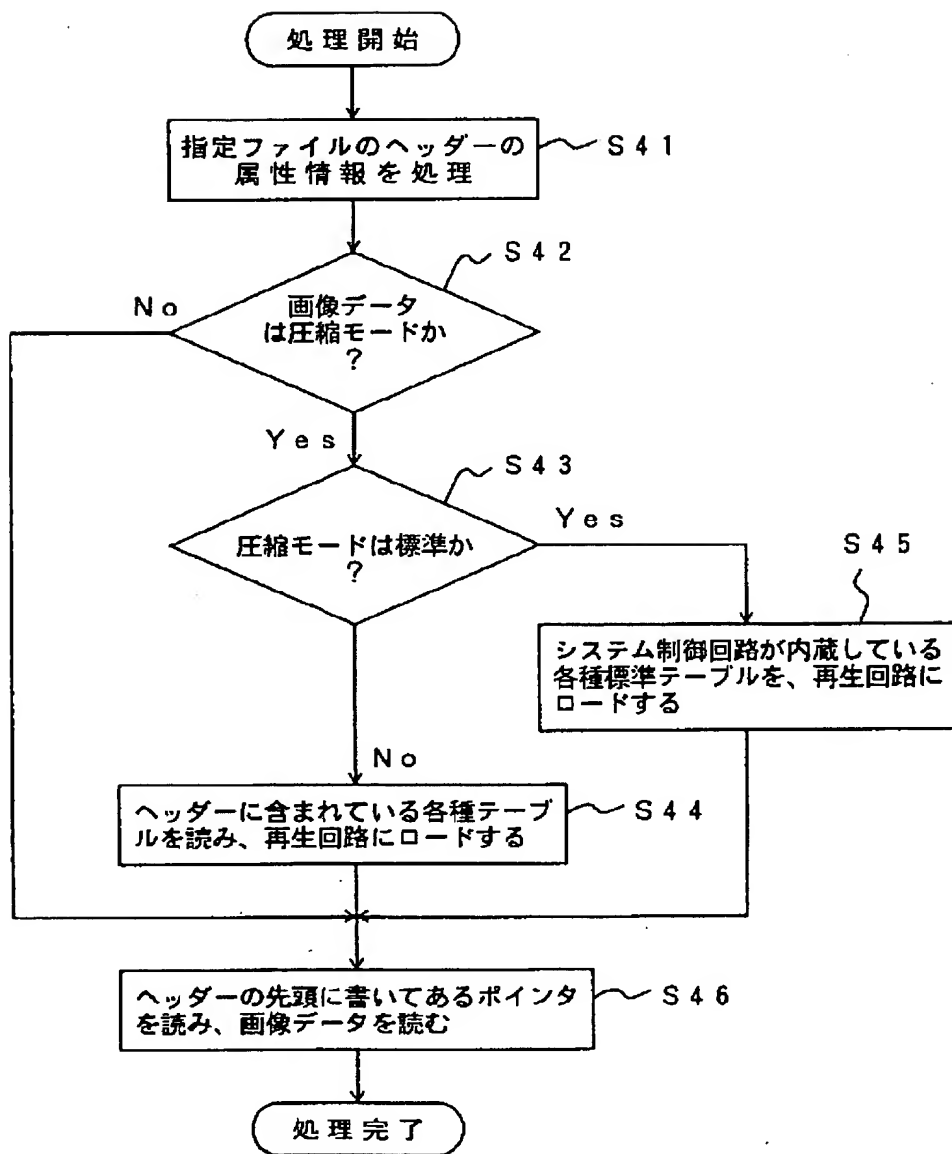 処理開始
指定ファイルのヘッダーの
属性情報を処理
S41
S42
No
画像データ
は圧縮モードか
?
Yes
S43
圧縮モードは標準か
?
Yes
S45
システム制御回路が内蔵している
各種標準テーブルを、再生回路に
ロードする
No
ヘッダーに含まれている各種テーブ
ルを読み、再生回路にロードする
S44
ヘッダーの先頭に書いてあるポインタ
を読み、画像データを読む
S46
処理完了